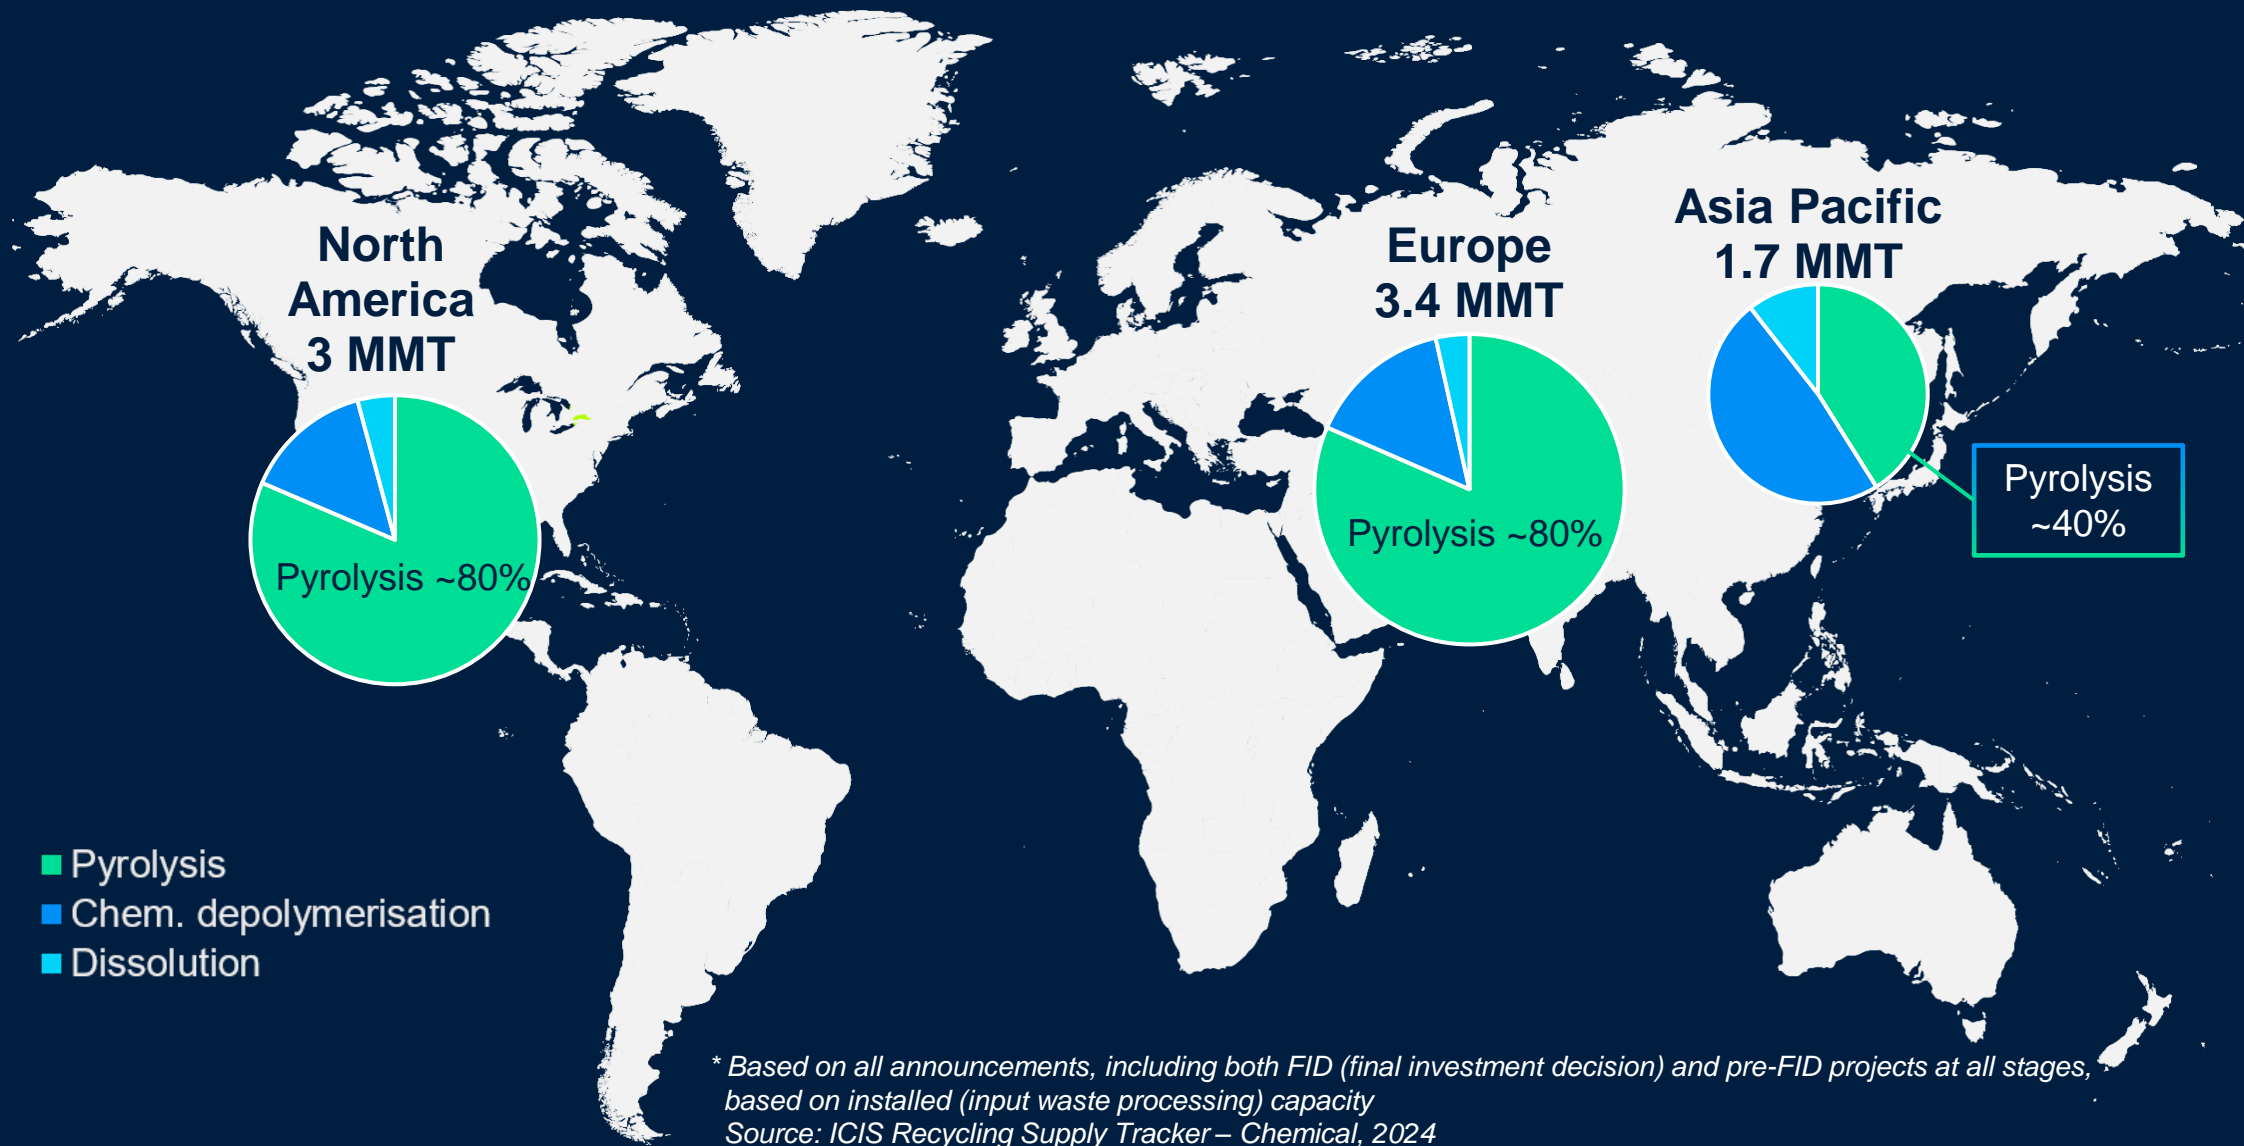 North
America
3 MMT
Pyrolysis ~80%
Europe
3.4 MMT
Pyrolysis ~80%
Asia Pacific
1.7 MMT
Pyrolysis
~40%
Pyrolysis
Chem. depolymerisation
Dissolution
* Based on all announcements, including both FID (final investment decision) and pre-FID projects at all stages,
based on installed (input waste processing) capacity
Source: ICIS Recycling Supply Tracker – Chemical, 2024